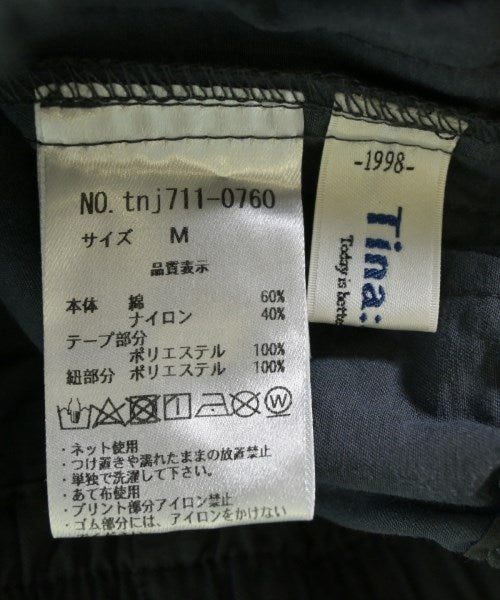 NO.tnj711-0760
サイズ M
品質表示
本体 綿 60%
ナイロン 40%
テープ部分
ポリエステル 100%
紐部分 ポリエステル 100%
・ネット使用
・つけ置きや濡れたままの放置禁止
・単独で洗濯して下さい。
・あて布使用
・プリント部分アイロン禁止
・ゴム部分には、アイロンをかけない
-1998-
Tina:
Today is bette